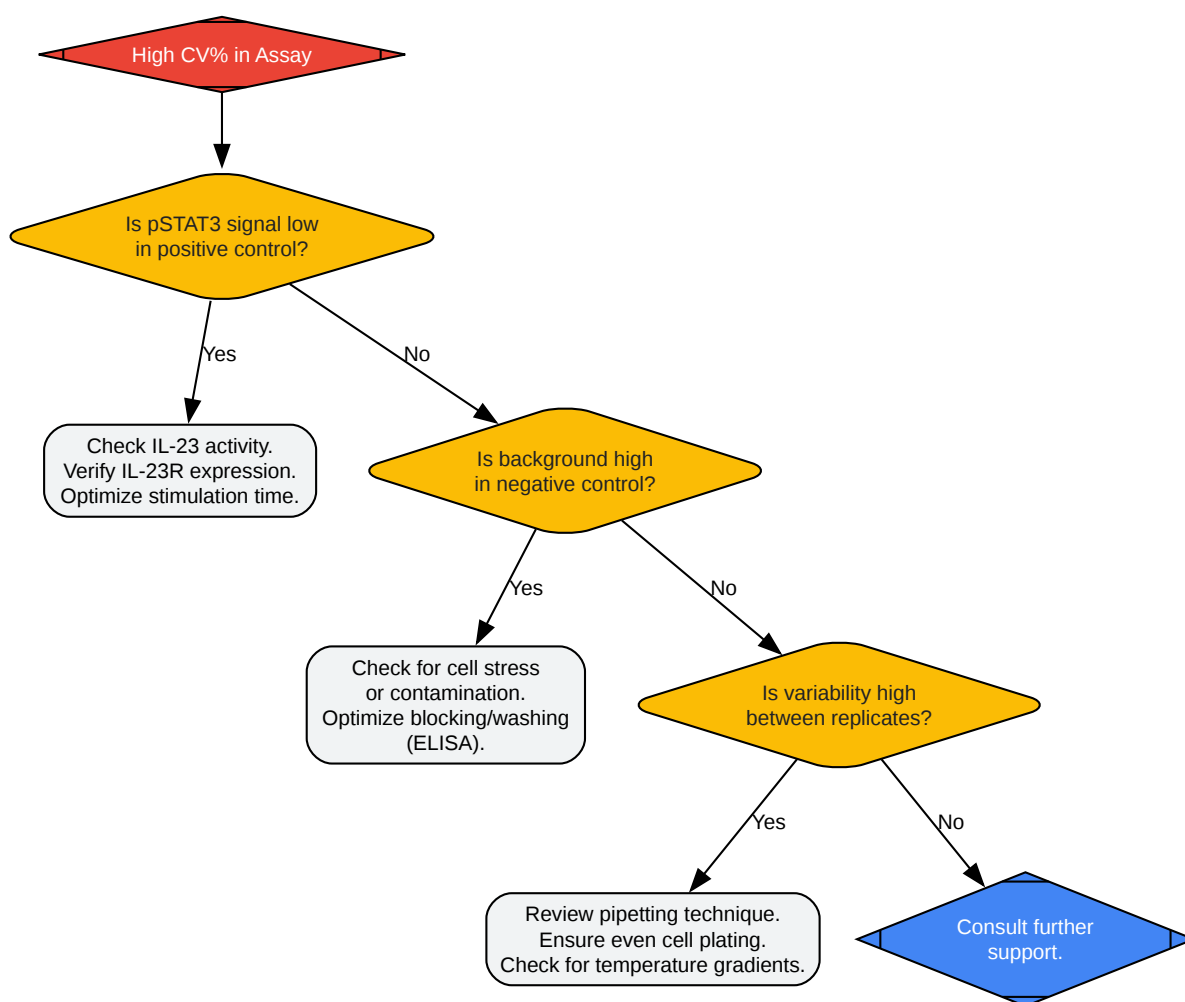 High CV% in Assay
Is pSTAT3 signal low
in positive control?
Yes
No
Check IL-23 activity.
Verify IL-23R expression.
Optimize stimulation time.
Is background high
in negative control?
Yes
No
Check for cell stress
or contamination.
Optimize blocking/washing
(ELISA).
Is variability high
between replicates?
Yes
No
Review pipetting technique.
Ensure even cell plating.
Check for temperature gradients.
Consult further
support.